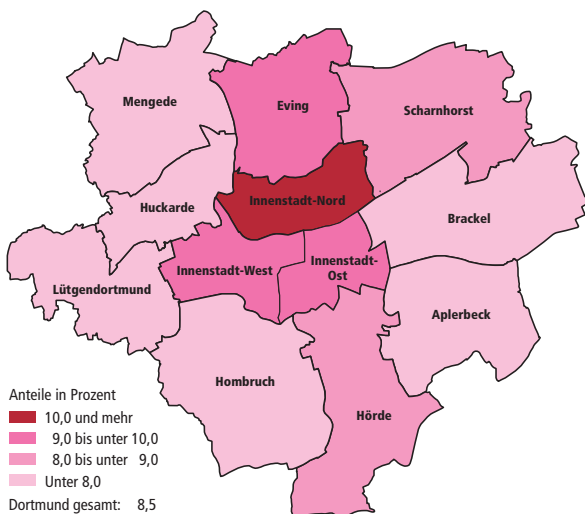 Mengede
Eving
Scharnhorst
Huckarde
Innenstadt-Nord
Brackel
Lütgendortmund
Innenstadt-West
Innenstadt-
Ost
Aplerbeck
Hombruch
Hörde
Anteile in Prozent
10,0 und mehr
9,0 bis unter 10,0
8,0 bis unter 9,0
Unter 8,0
Dortmund gesamt: 8,5